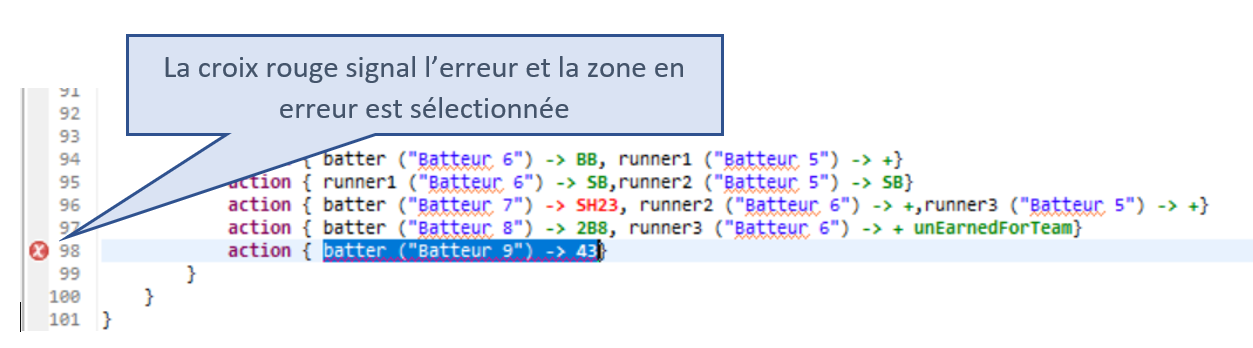 La croix rouge signal l’erreur et la zone en
erreur est sélectionnée
91
92
93
94 { batter ("Batteur 6") -> BB, runner1 ("Batteur 5") -> +}
95 action { runner1 ("Batteur 6") -> SB,runner2 ("Batteur 5") -> SB}
96 action { batter ("Batteur 7") -> SH23, runner2 ("Batteur 6") -> +,runner3 ("Batteur 5") -> +}
97 action { batter ("Batteur 8") -> 2B8, runner3 ("Batteur 6") -> + unEarnedForTeam}
98 action { batter ("Batteur 9") -> 43}
99 }
100 }
101 }